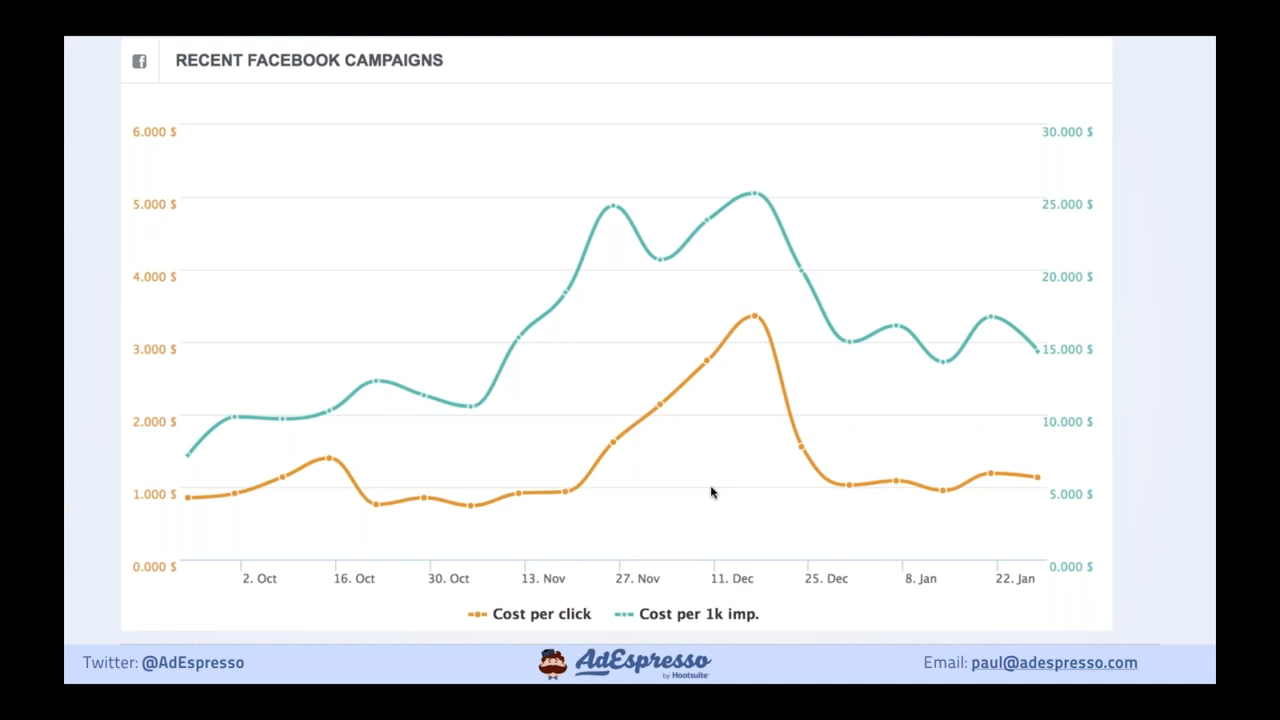 RECENT FACEBOOK CAMPAIGNS
6.000 $
30.000 $
5.000 $
25.000 $
4.000 $
20.000 $
3.000 $
15.000 $
2.000 $
10.000 $
1.000 $
5.000 $
0.000 $
0.000 $
2. Oct 16. Oct 30. Oct 13. Nov 27. Nov 11. Dec 25. Dec 8. Jan 22. Jan
Cost per click Cost per 1k imp.
Twitter: @AdEspresso
AdEspresso
by Hootsuite
Email: paul@adespresso.com